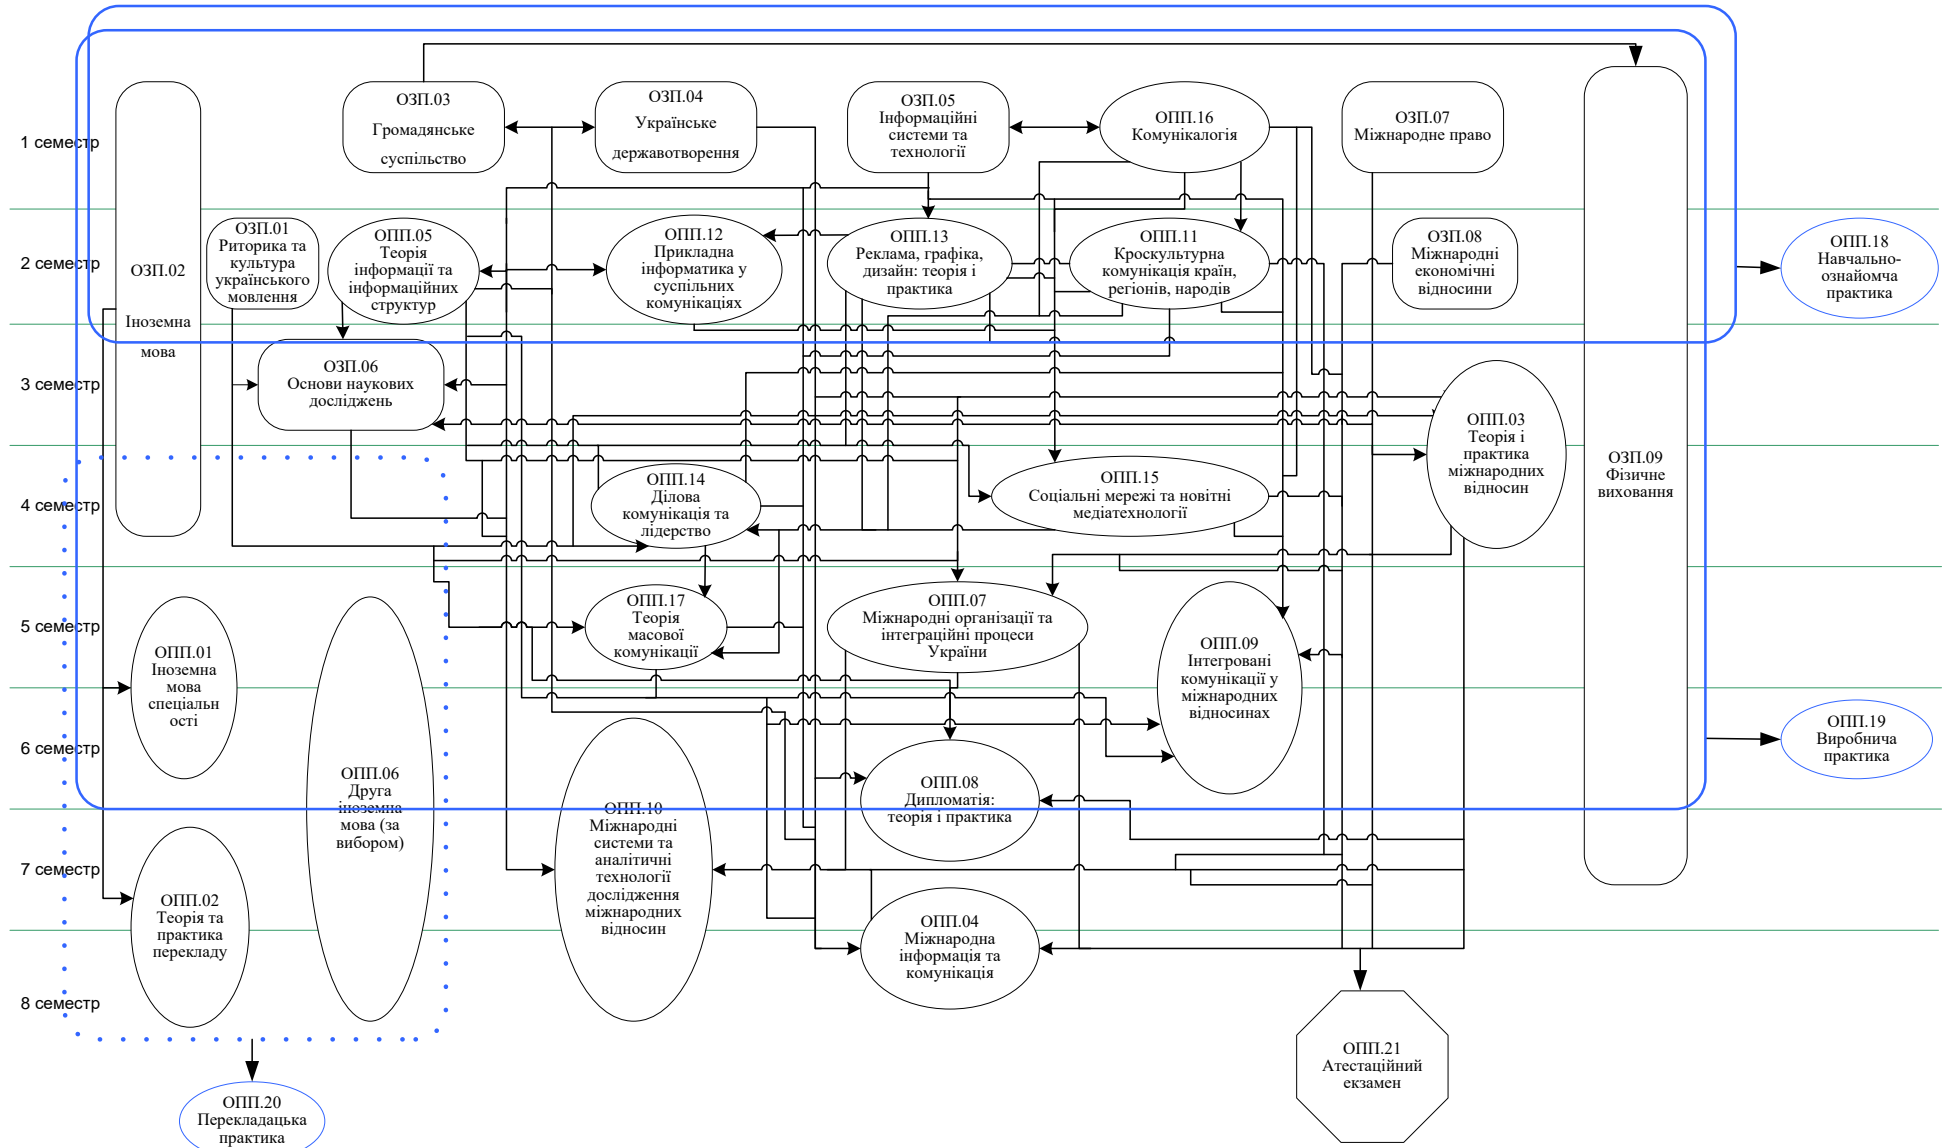 1 семестр
ОЗП.03
Громадянське
суспільство
ОЗП.04
Українське
державотворення
ОЗП.05
Інформаційні
системи та
технології
ОПП.16
Комунікалогія
ОЗП.07
Міжнародне право
2 семестр
ОЗП.02
Іноземна
мова
ОЗП.01
Риторика та
культура
українського
мовлення
ОПП.05
Теорія
інформації та
інформаційних
структур
ОПП.12
Прикладна
інформатика у
суспільних
комунікаціях
ОПП.13
Реклама, графіка,
дизайн: теорія і
практика
ОПП.11
Кроскультурна
комунікація країн,
регіонів, народів
ОЗП.08
Міжнародні
економічні
відносини
ОПП.18
Навчально-
ознайомча
практика
3 семестр
ОЗП.06
Основи наукових
досліджень
ОПП.03
Теорія і
практика
міжнародних
відносин
ОЗП.09
Фізичне
виховання
4 семестр
ОПП.14
Ділова
комунікація та
лідерство
ОПП.15
Соціальні мережі та новітні
медіатехнології
5 семестр
ОПП.01
Іноземна
мова
спеціальн
ості
ОПП.17
Теорія
масової
комунікації
ОПП.07
Міжнародні організації та
інтеграційні процеси
України
ОПП.09
Інтегровані
комунікації у
міжнародних
відносинах
6 семестр
ОПП.06
Друга
іноземна
мова (за
вибором)
ОПП.10
Міжнародні
системи та
аналітичні
технології
дослідження
міжнародних
відносин
ОПП.08
Дипломатія:
теорія і практика
ОПП.19
Виробнича
практика
7 семестр
ОПП.02
Теорія та
практика
перекладу
ОПП.04
Міжнародна
інформація та
комунікація
8 семестр
ОПП.21
Атестаційний
екзамен
ОПП.20
Перекладацька
практика